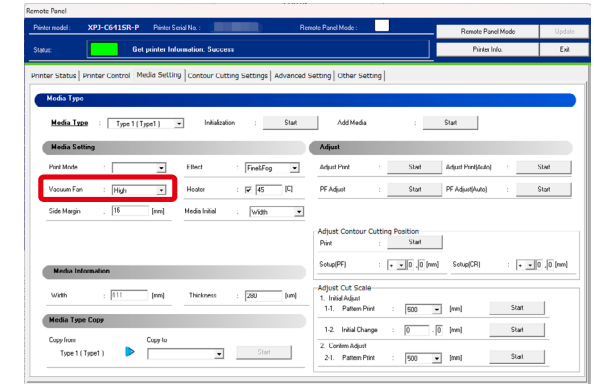 Remote Panel
Printer model : XPJ-C641SR-P Printer Serial No. : Remote Panel Mode : Remote Panel Mode Update
Status: Get printer Information. Success Printer Info. Exit
Printer Status Printer Control Media Setting Contour Cutting Settings Advanced Setting Other Setting
Media Type
Media Type : Type 1 ( Type1 ) Initialization : Start Add Media : Start
Media Setting Adjust
Print Mode : Effect : Fine&Fog Adjust Print : Start Adjust Print(Auto) : Start
Vacuum Fan : High Heater : 45 [C] PF Adjust : Start PF Adjust(Auto) : Start
Side Margin : 16 [mm] Media Initial : Width
Adjust Contour Cutting Position
Print : Start
Setup(PF) : + 0 . 0 [mm] Setup(CR) : + 0 . 0 [mm]
Media Information
Adjust Cut Scale
1. Initial Adjust
Width : 611 [mm] Thickness : 280 [um] 1-1. Pattern Print : 500 [mm] Start
Media Type Copy
1-2. Initial Change : 0 . 0 [mm] Start
Copy from Copy to 2. Confirm Adjust
Type 1 ( Type1 ) Start 2-1. Pattern Print : 500 [mm] Start